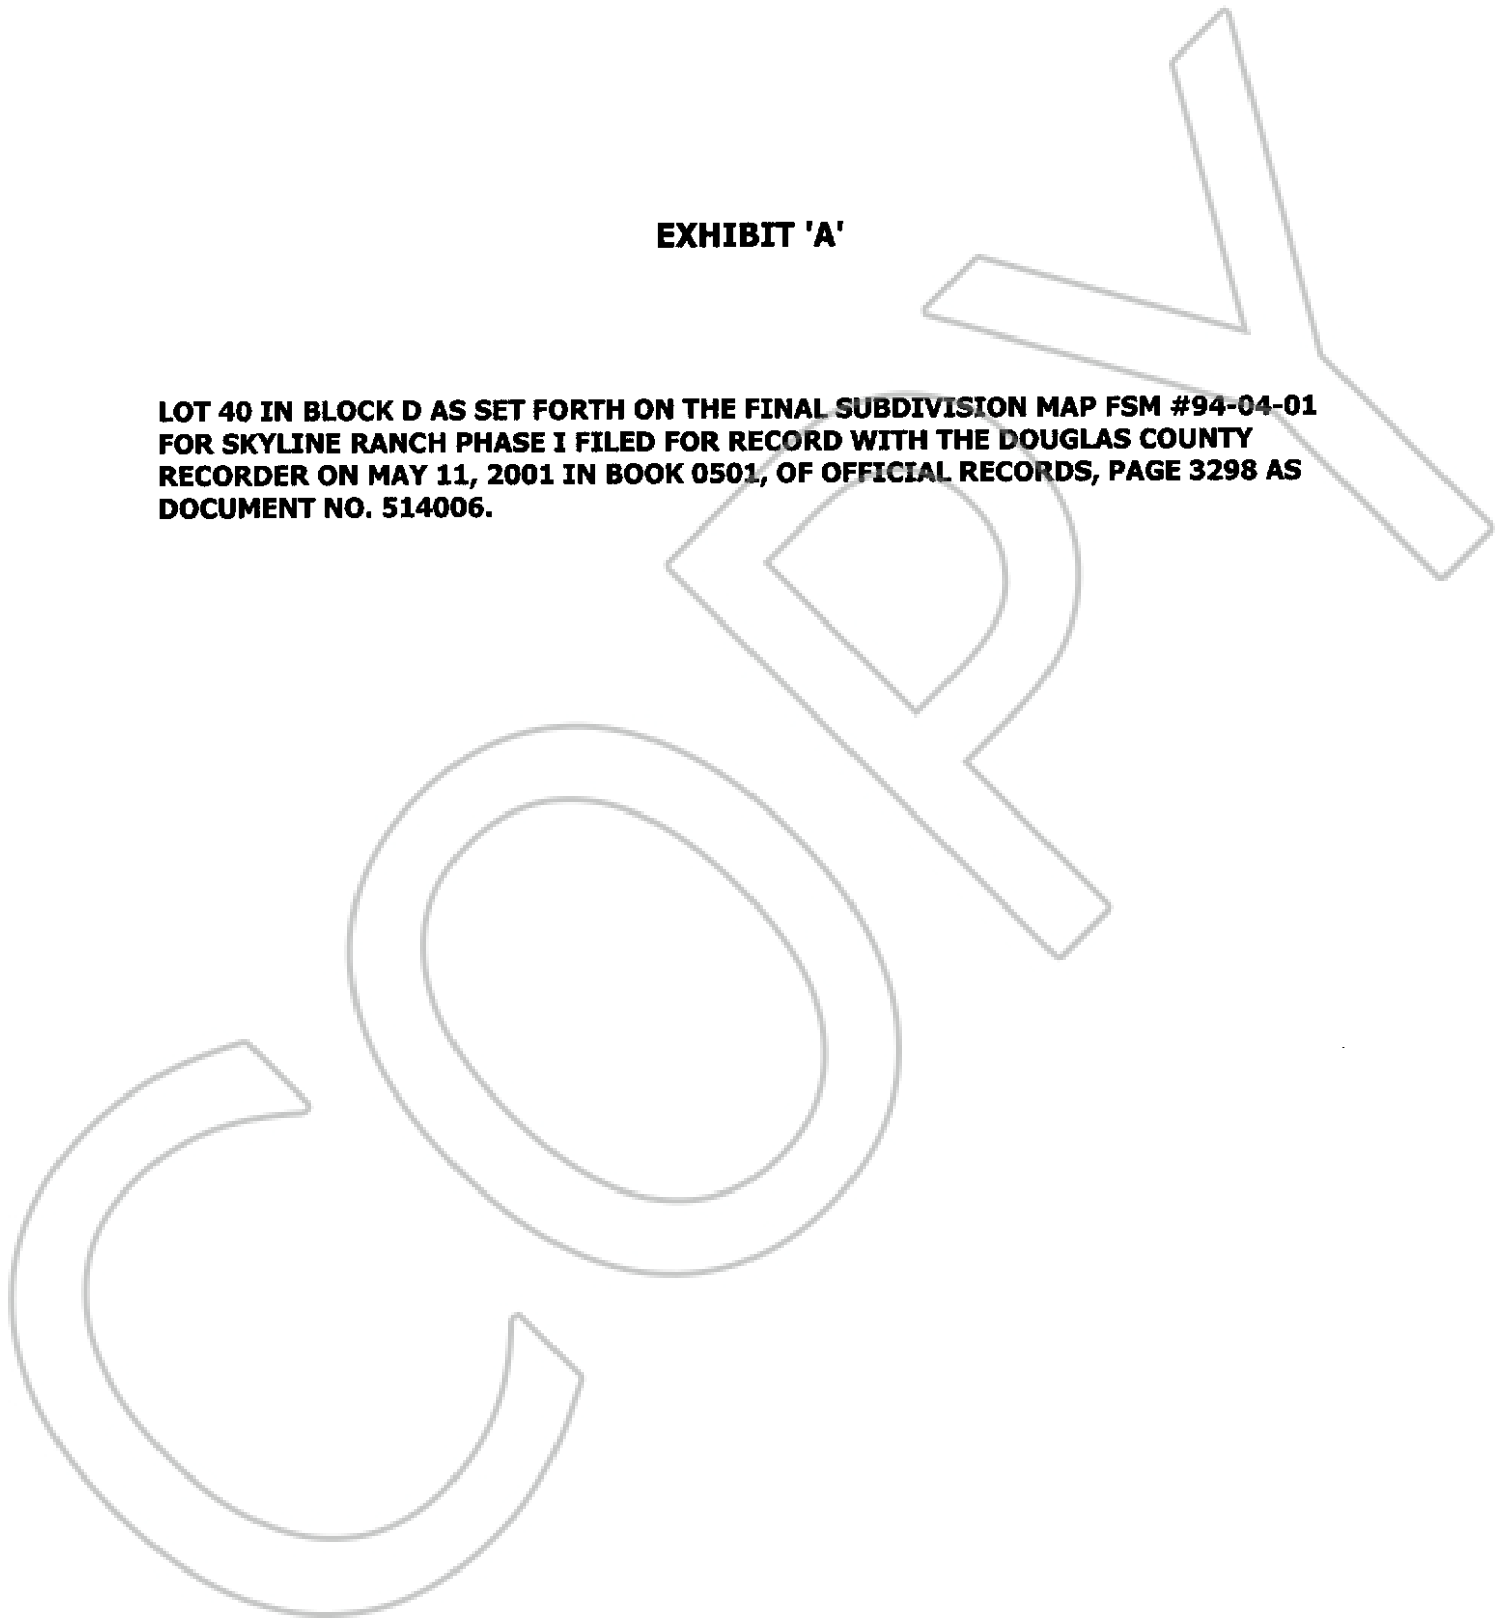 EXHIBIT 'A'
LOT 40 IN BLOCK D AS SET FORTH ON THE FINAL SUBDIVISION MAP FSM #94-04-01
FOR SKYLINE RANCH PHASE I FILED FOR RECORD WITH THE DOUGLAS COUNTY
RECORDER ON MAY 11, 2001 IN BOOK 0501, OF OFFICIAL RECORDS, PAGE 3298 AS
DOCUMENT NO. 514006.
COPY